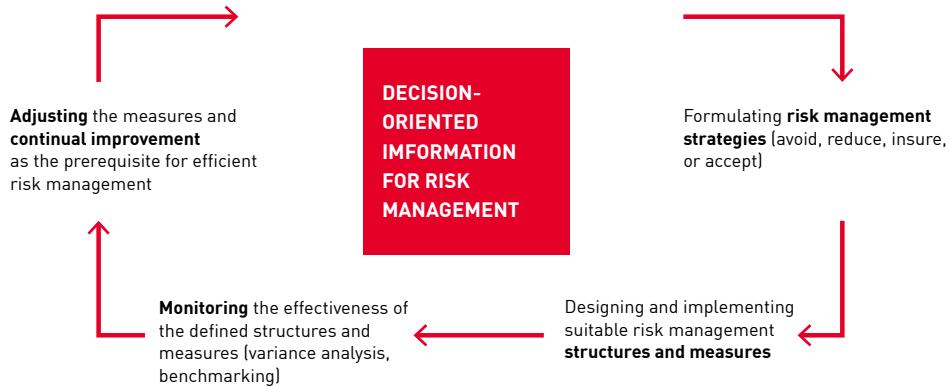 DECISION-
ORIENTED
IMFORMATION
FOR RISK
MANAGEMENT
Formulating risk management
strategies (avoid, reduce, insure,
or accept)
Designing and implementing
suitable risk management
structures and measures
Monitoring the effectiveness of
the defined structures and
measures (variance analysis,
benchmarking)
Adjusting the measures and
continual improvement
as the prerequisite for efficient
risk management